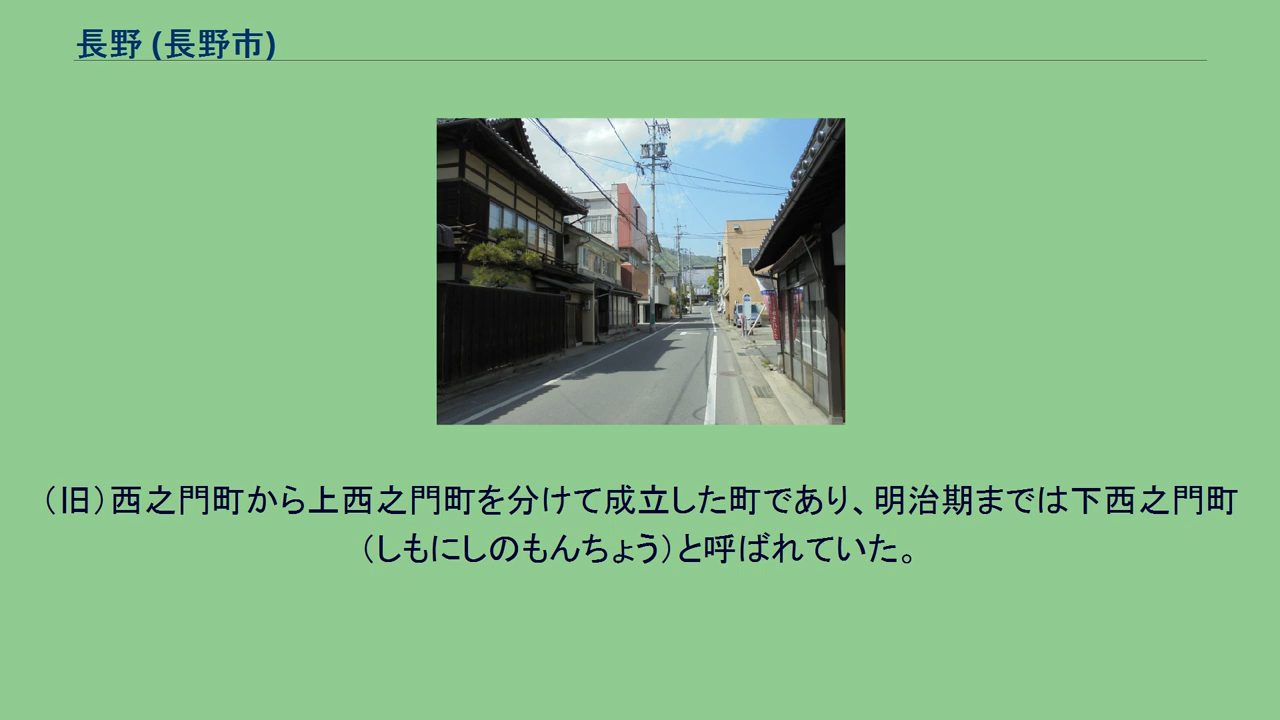 長野 (長野市)
（旧）西之門町から上西之門町を分けて成立した町であり、明治期までは下西之門町
（しもにしのもんちょう）と呼ばれていた。